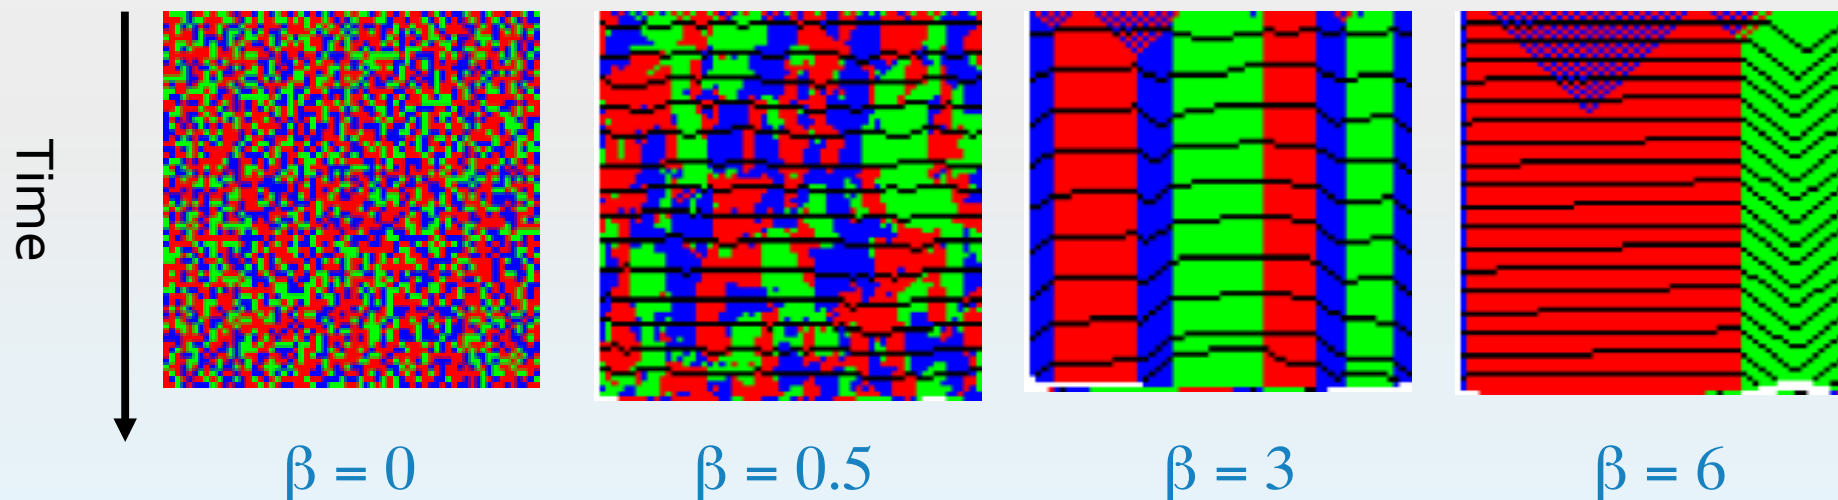 Time
β = 0
β = 0.5
β = 3
β = 6